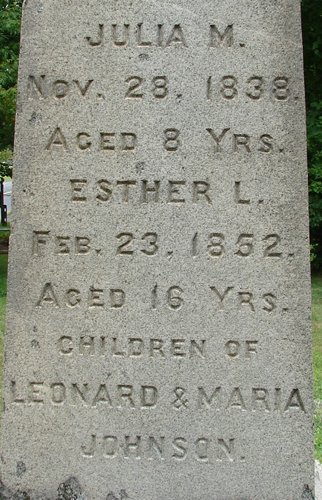 JULIA M.
NOV. 28, 1838.
AGED 8 YRS.
ESTHER L.
FEB. 23, 1852.
AGED 16 YRS.
CHILDREN OF
LEONARD & MARIA
JOHNSON.